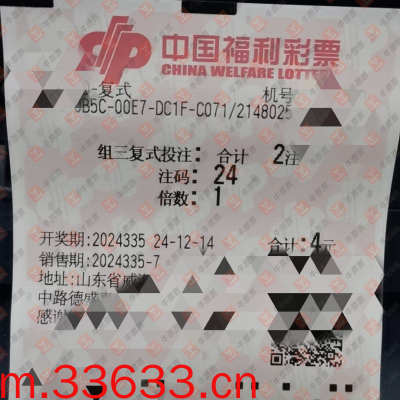 中国福利彩票
CHINA WELFARE LOTTERY
-复式 机号
B5C-00E7-DC1F-C071/2148025
组三复式投注: 合计 2注
注码: 24
倍数: 1
开奖期:2024335 24-12-14 合计:4元
销售期:2024335-7
地址:山东省威
中路德盛
感谢
m.33633.cn